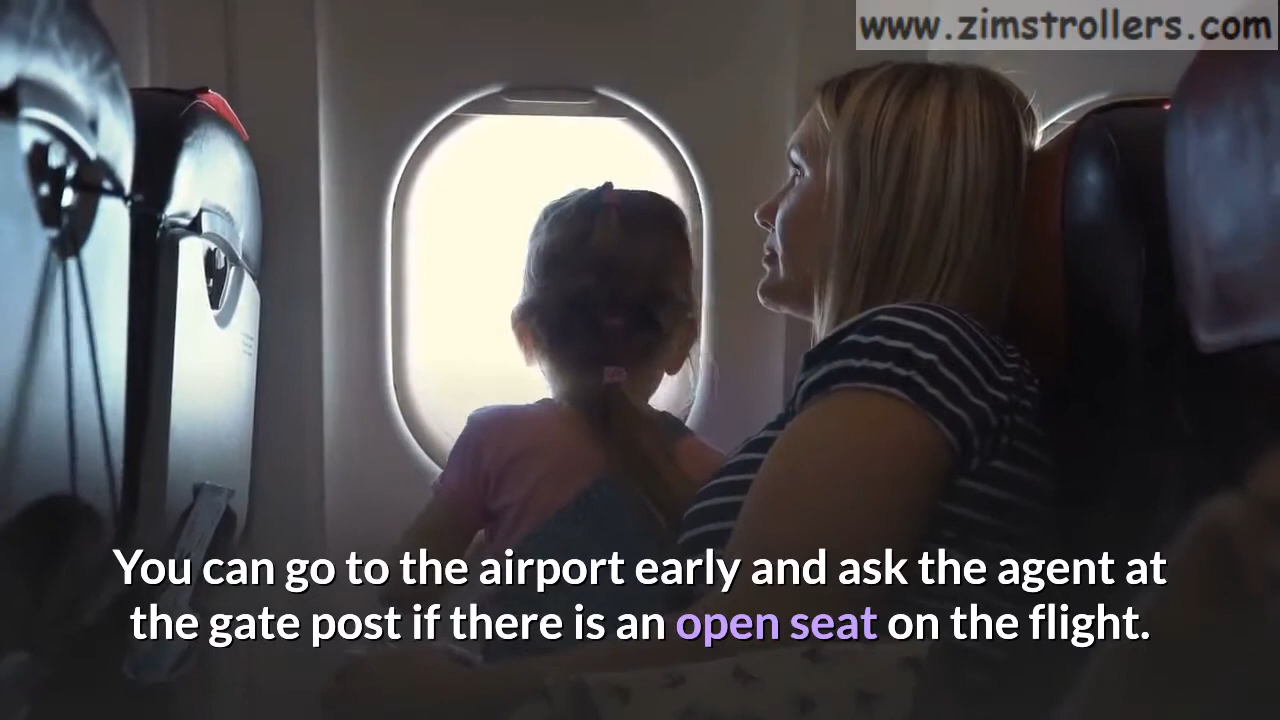 www.zimstrollers.com
You can go to the airport early and ask the agent at
the gate post if there is an open seat on the flight.